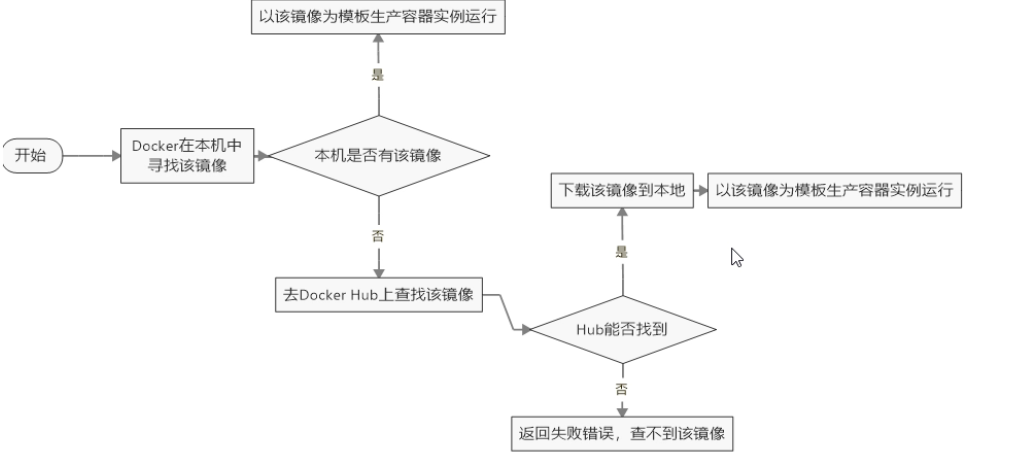 以该镜像为模板生产容器实例运行
是
开始
Docker在本机中
寻找该镜像
本机是否有该镜像
否
下载该镜像到本地
以该镜像为模板生产容器实例运行
是
去Docker Hub上查找该镜像
Hub能否找到
否
返回失败错误，查不到该镜像